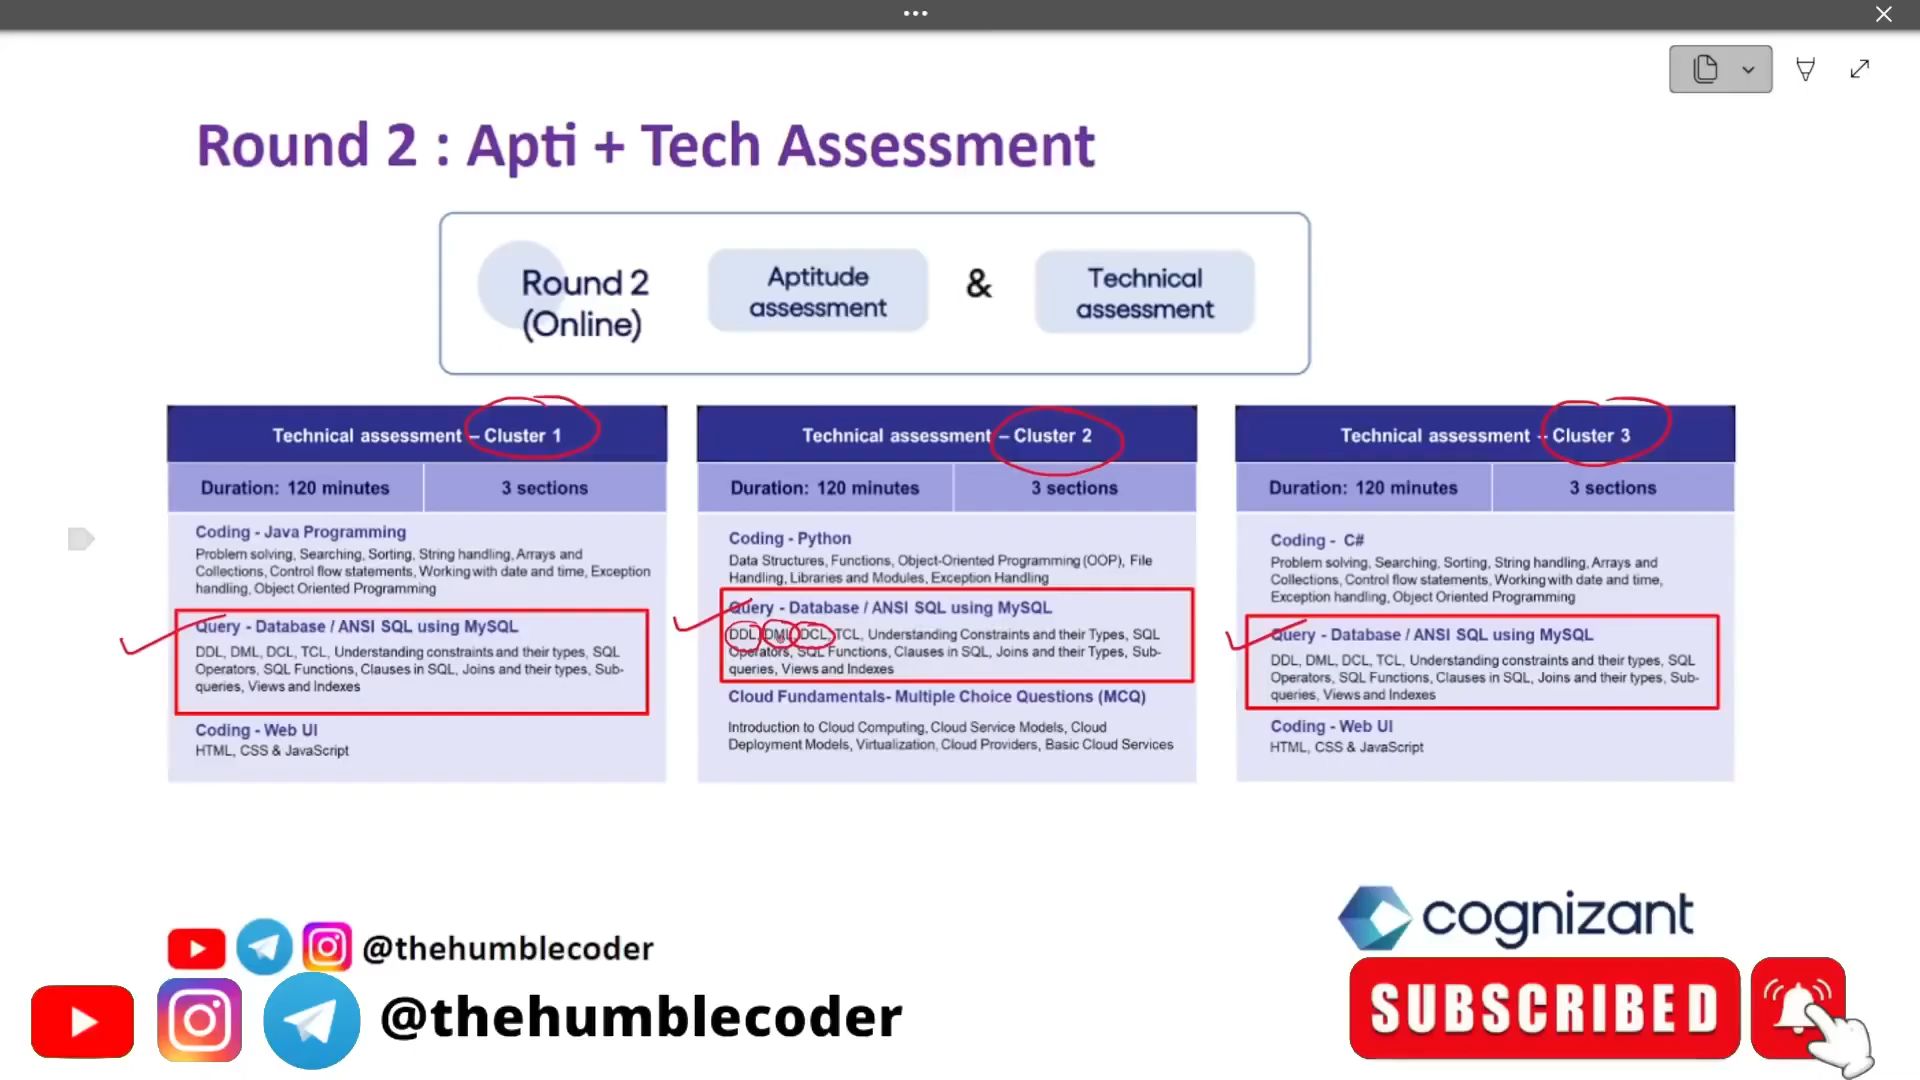 Round 2 : Apti + Tech Assessment
Round 2
(Online)
Aptitude
assessment
&
Technical
assessment
Technical assessment – Cluster 1
Duration: 120 minutes
3 sections
Coding - Java Programming
Problem solving, Searching, Sorting, String handling, Arrays and
Collections, Control flow statements, Working with date and time, Exception
handling, Object Oriented Programming
Query - Database / ANSI SQL using MySQL
DDL, DML, DCL, TCL, Understanding constraints and their types, SQL
Operators, SQL Functions, Clauses in SQL, Joins and their types, Sub-
queries, Views and Indexes
Coding - Web UI
HTML, CSS & JavaScript
Technical assessment – Cluster 2
Duration: 120 minutes
3 sections
Coding - Python
Data Structures, Functions, Object-Oriented Programming (OOP), File
Handling, Libraries and Modules, Exception Handling
Query - Database / ANSI SQL using MySQL
DDL, DML, DCL, TCL, Understanding Constraints and their Types, SQL
Operators, SQL Functions, Clauses in SQL, Joins and their Types, Sub-
queries, Views and Indexes
Cloud Fundamentals- Multiple Choice Questions (MCQ)
Introduction to Cloud Computing, Cloud Service Models, Cloud
Deployment Models, Virtualization, Cloud Providers, Basic Cloud Services
Technical assessment - Cluster 3
Duration: 120 minutes
3 sections
Coding - C#
Problem solving, Searching, Sorting, String handling, Arrays and
Collections, Control flow statements, Working with date and time,
Exception handling, Object Oriented Programming
Query - Database / ANSI SQL using MySQL
DDL, DML, DCL, TCL, Understanding constraints and their types, SQL
Operators, SQL Functions, Clauses in SQL, Joins and their types, Sub-
queries, Views and Indexes
Coding - Web UI
HTML, CSS & JavaScript
@thehumblecoder
cognizant
@thehumblecoder
SUBSCRIBED